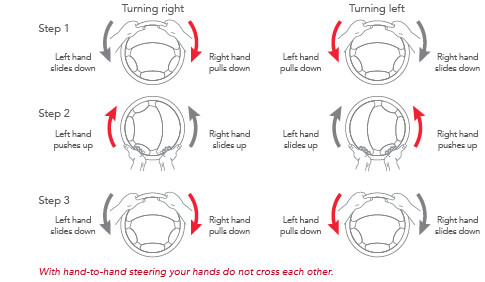 Turning right
Turning left
Step 1
Left hand
slides down
Right hand
pulls down
Left hand
pulls down
Right hand
slides down
Step 2
Left hand
pushes up
Right hand
slides up
Left hand
slides up
Right hand
pushes up
Step 3
Left hand
slides down
Right hand
pulls down
Left hand
pulls down
Right hand
slides down
With hand-to-hand steering your hands do not cross each other.